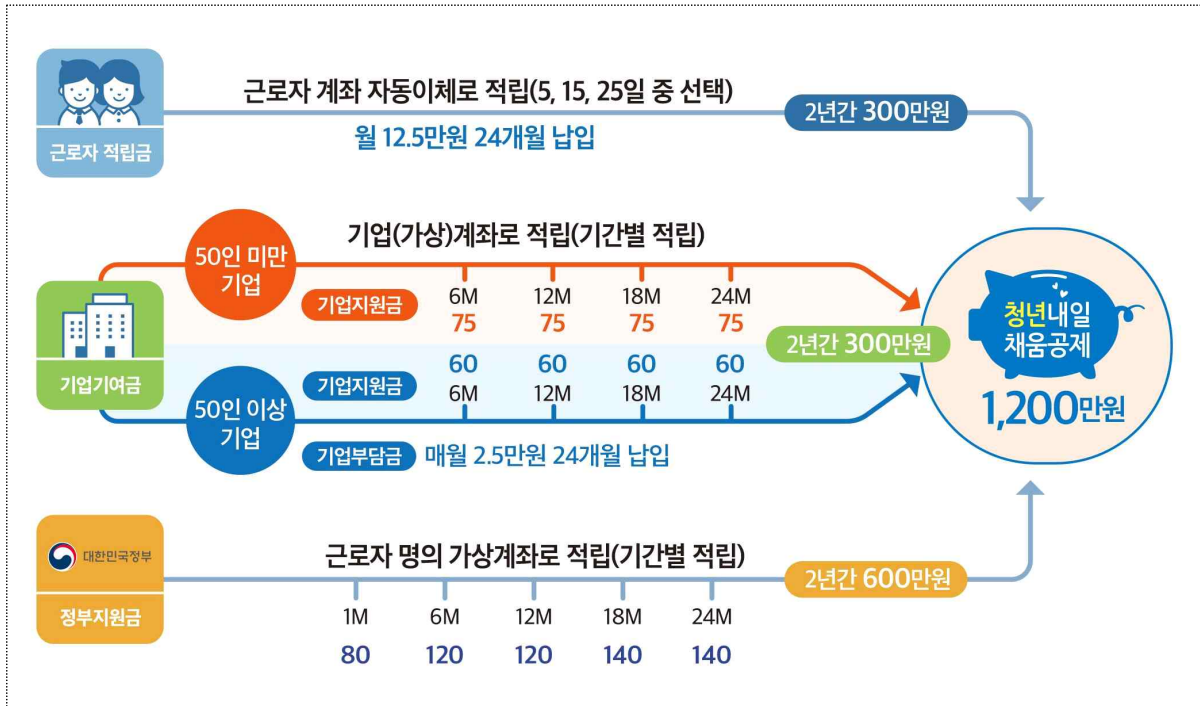 근로자 적립금
근로자 계좌 자동이체로 적립(5, 15, 25일 중 선택)
월 12.5만원 24개월 납입
2년간 300만원
기업기여금
50인 미만
기업
기업(가상)계좌로 적립(기간별 적립)
기업지원금
6M 12M 18M 24M
75 75 75 75
60 60 60 60
기업지원금
6M 12M 18M 24M
50인 이상
기업
기업부담금 매월 2.5만원 24개월 납입
2년간 300만원
청년내일
채움공제
1,200만원
대한민국정부
정부지원금
근로자 명의 가상계좌로 적립(기간별 적립)
1M 6M 12M 18M 24M
80 120 120 140 140
2년간 600만원